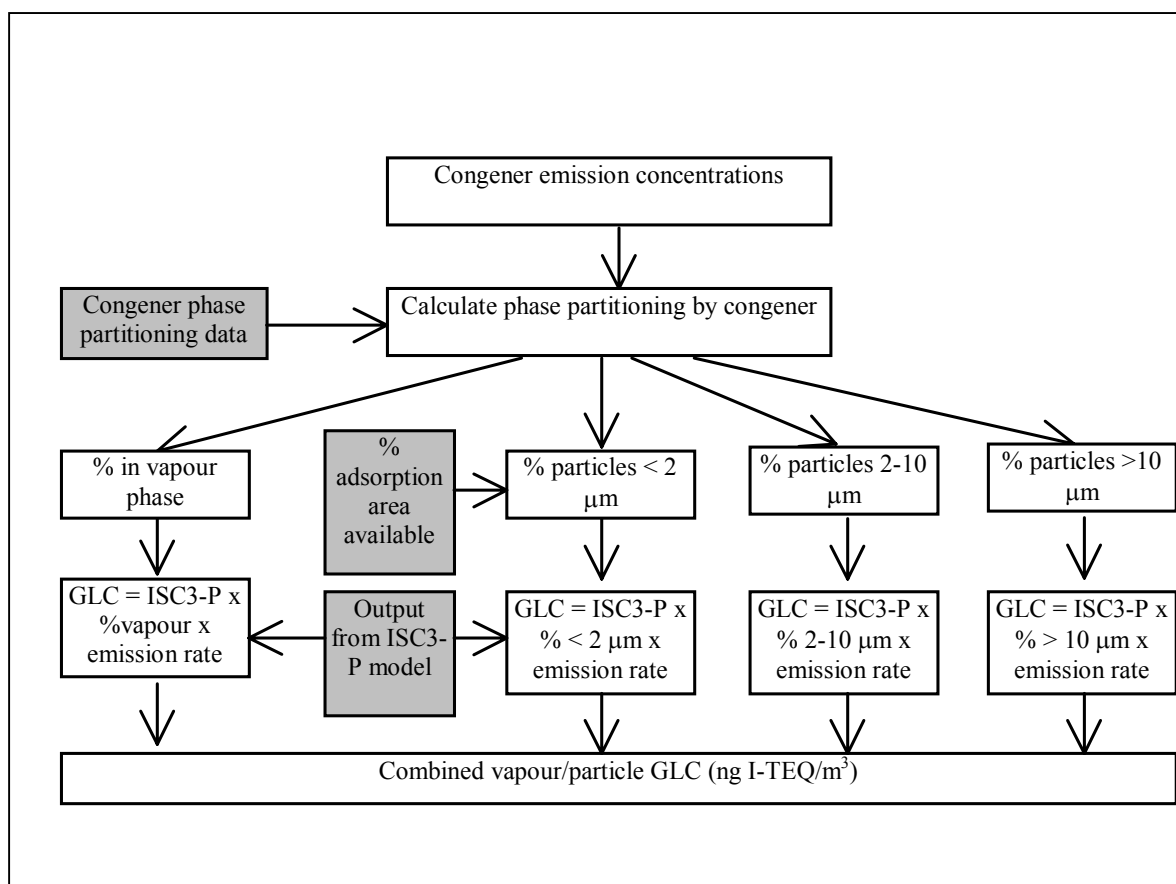 Congener emission concentrations
Congener phase
partitioning data
Calculate phase partitioning by congener
% in vapour
phase
%
adsorption
area
available
% particles < 2
μm
% particles 2-10
μm
% particles >10
μm
GLC = ISC3-P x
%vapour x
emission rate
Output
from ISC3-
P model
GLC = ISC3-P x
% < 2 μm x
emission rate
GLC = ISC3-P x
% 2-10 μm x
emission rate
GLC = ISC3-P x
% > 10 μm x
emission rate
Combined vapour/particle GLC (ng I-TEQ/m³)